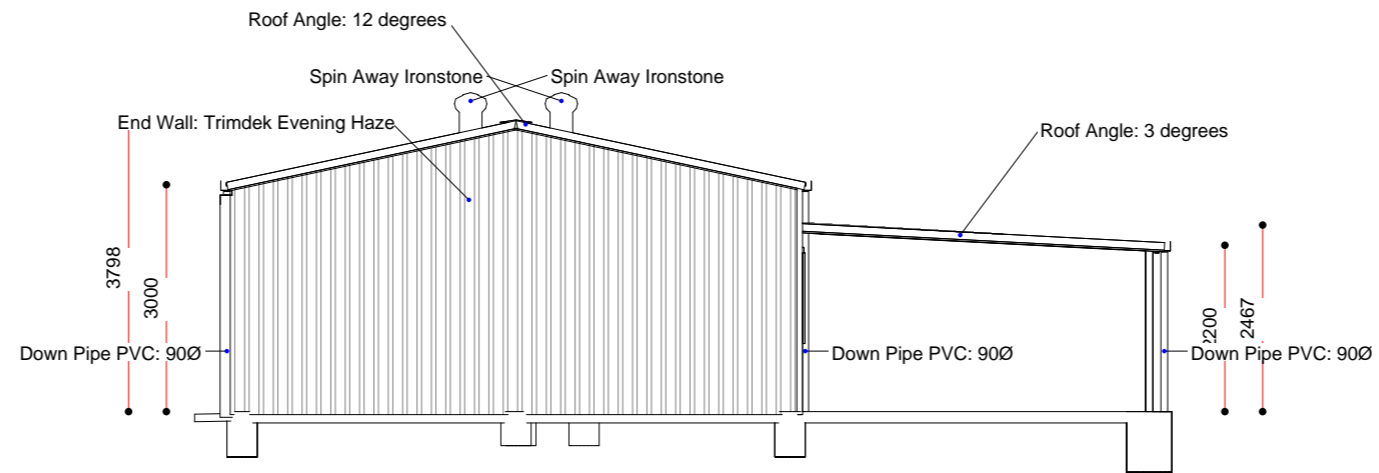 Roof Angle: 12 degrees
Spin Away Ironstone
Spin Away Ironstone
End Wall: Trimdek Evening Haze
Roof Angle: 3 degrees
3798
3000
2200
2467
Down Pipe PVC: 90Ø
Down Pipe PVC: 90Ø
Down Pipe PVC: 90Ø